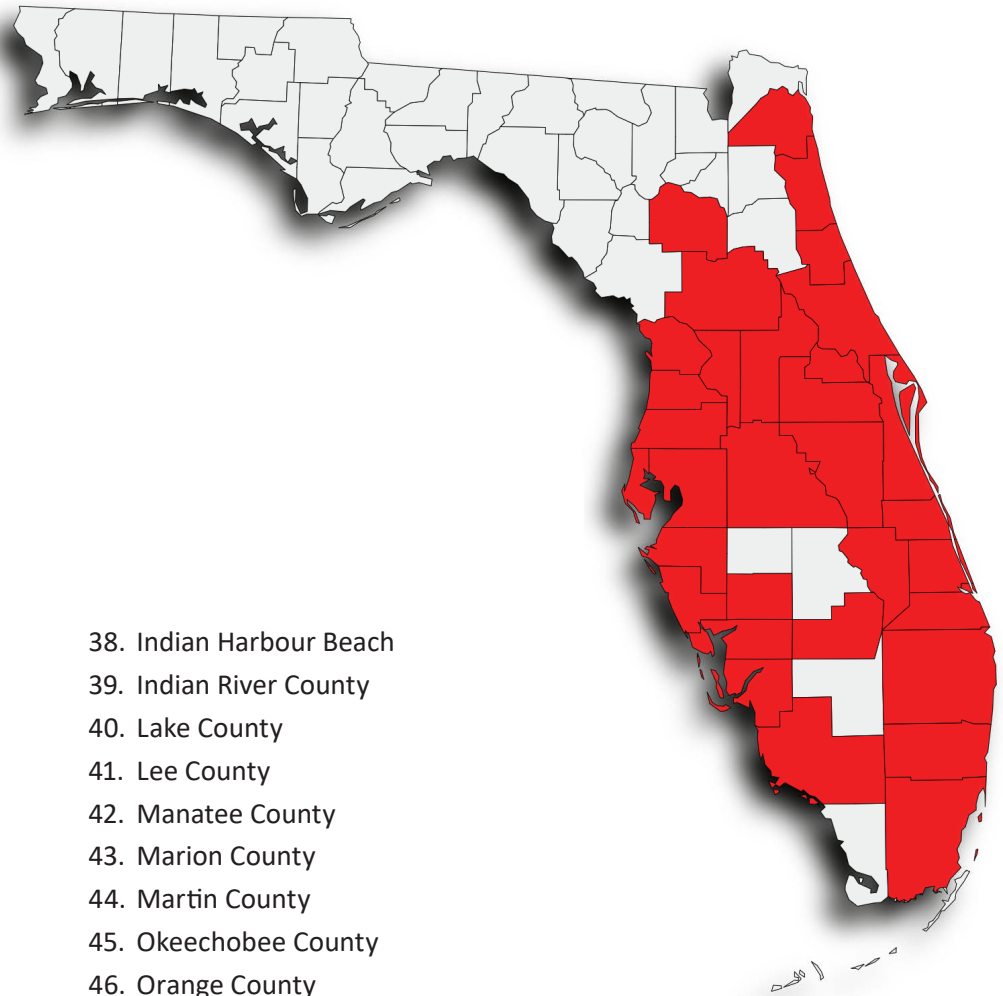 38. Indian Harbour Beach
39. Indian River County
40. Lake County
41. Lee County
42. Manatee County
43. Marion County
44. Martin County
45. Okeechobee County
46. Orange County